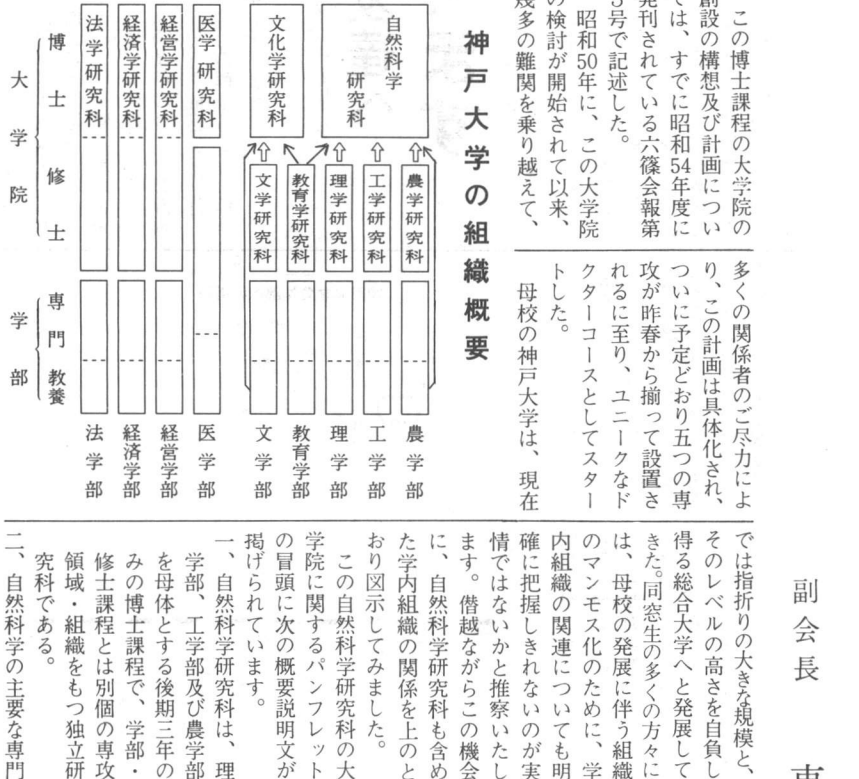 この博士課程の大学院の
創設の構想及び計画につい
では、すでに昭和54年度に
発刊されている六篠会報第
号で記述した。
昭和50年に、この大学院
の検討が開始されて以来、
幾多の難関を乗り越えて、
多くの関係者のご尽力によ
り、この計画は具体化され、
ついに予定どおり五つの専
攻が昨春から揃って設置さ
れるに至り、ユニークなド
クターコースとしてスター
トした。
母校の神戸大学は、現在
神戸大学の組織概要
自然科学
研究科
文化学研究科
医学研究科
経営学研究科
経済学研究科
法学研究科
博士
修士
大学院
農学研究科
工学研究科
理学研究科
教育学研究科
文学研究科
専門
教養
学部
農学部
工学部
理学部
教育学部
文学部
医学部
経営学部
経済学部
法学部
副会長
では指折りの大きな規模と、
そのレベルの高さを自負し
得る総合大学へと発展して
きた。同窓生の多くの方々に
は、母校の発展に伴う組織
のマンモス化のために、学
内組織の関連についても明
確に把握しきれないのが実
情ではないかと推察いたし
ます。僣越ながらこの機会
に、自然科学研究科も含め
た学内組織の関係を上のと
おり図示してみました。
この自然科学研究科の大
学院に関するパンフレット
の冒頭に次の概要説明文が
掲げられています。
一、自然科学研究科は、理
学部、工学部及び農学部
を母体とする後期三年の
みの博士課程で、学部・
修士課程とは別個の専攻
領域・組織をもつ独立研
究科である。
二、自然科学の主要な専門